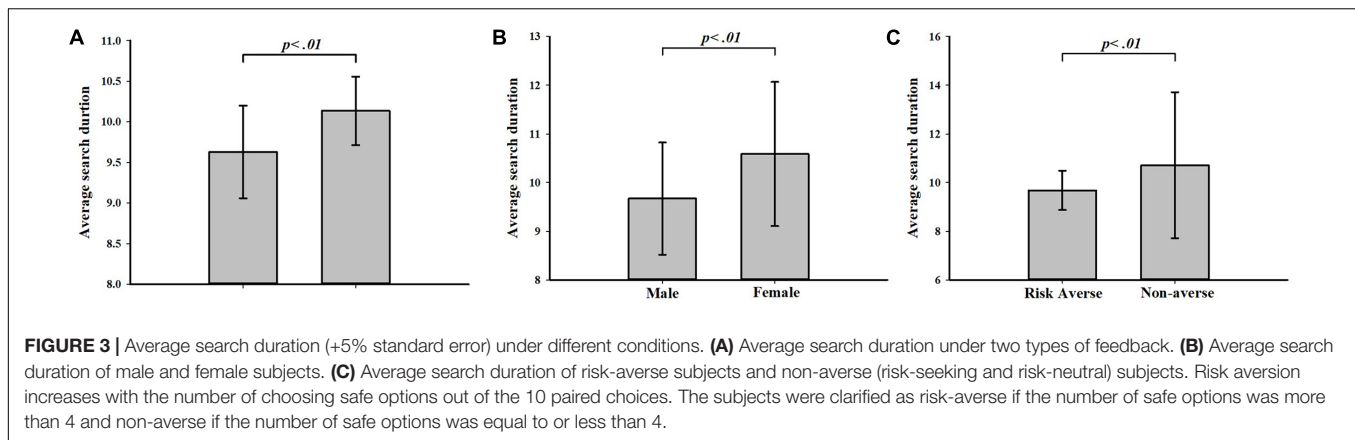 A
B
C
p< .01
p< .01
p< .01
Average search durtion
11.0
10.5
10.0
9.5
9.0
8.5
8.0
Average search duration
13
12
11
10
9
8
Male
Female
Average search duration
16
14
12
10
8
6
Risk Averse
Non-averse
FIGURE 3 | Average search duration (+5% standard error) under different conditions. (A) Average search duration under two types of feedback. (B) Average search
duration of male and female subjects. (C) Average search duration of risk-averse subjects and non-averse (risk-seeking and risk-neutral) subjects. Risk aversion
increases with the number of choosing safe options out of the 10 paired choices. The subjects were clarified as risk-averse if the number of safe options was more
than 4 and non-averse if the number of safe options was equal to or less than 4.